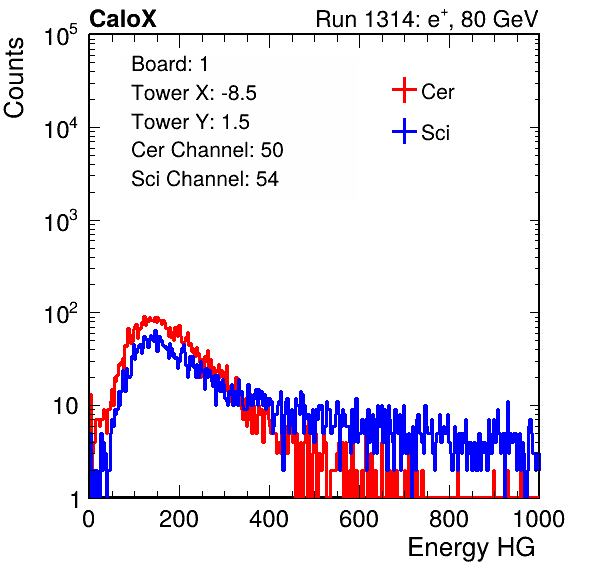 CaloX
Run 1314: e⁺, 80 GeV
Counts
10⁵
10⁴
10³
10²
10
1
Board: 1
Tower X: -8.5
Tower Y: 1.5
Cer Channel: 50
Sci Channel: 54
Cer
Sci
0 200 400 600 800 1000
Energy HG